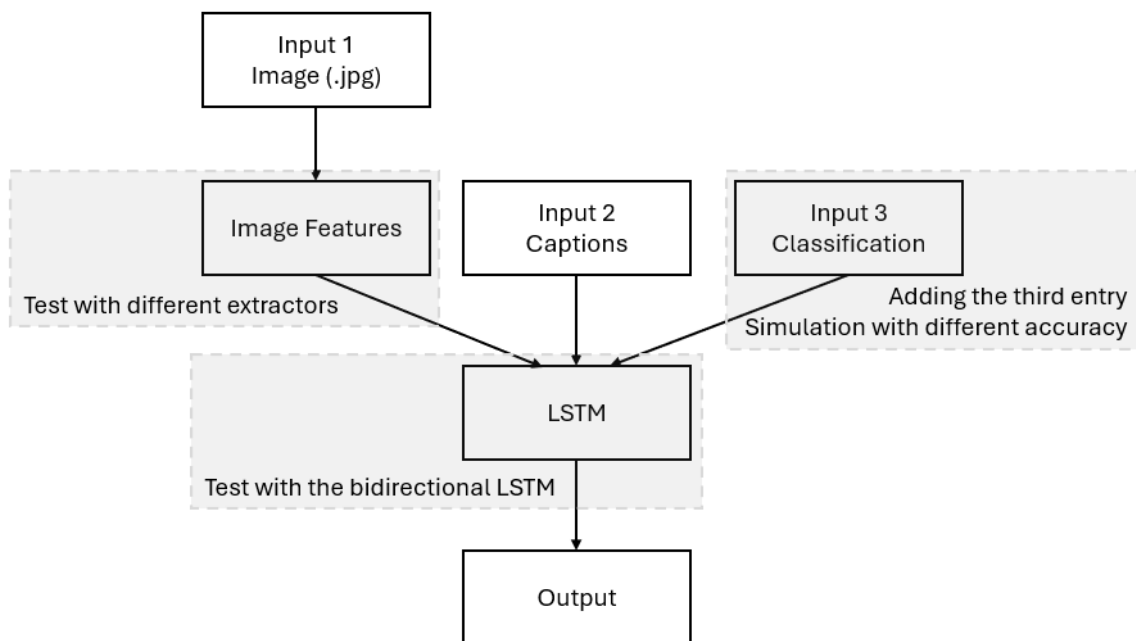 Input 1
Image (.jpg)
Image Features
Test with different extractors
Input 2
Captions
Input 3
Classification
Adding the third entry
Simulation with different accuracy
LSTM
Test with the bidirectional LSTM
Output